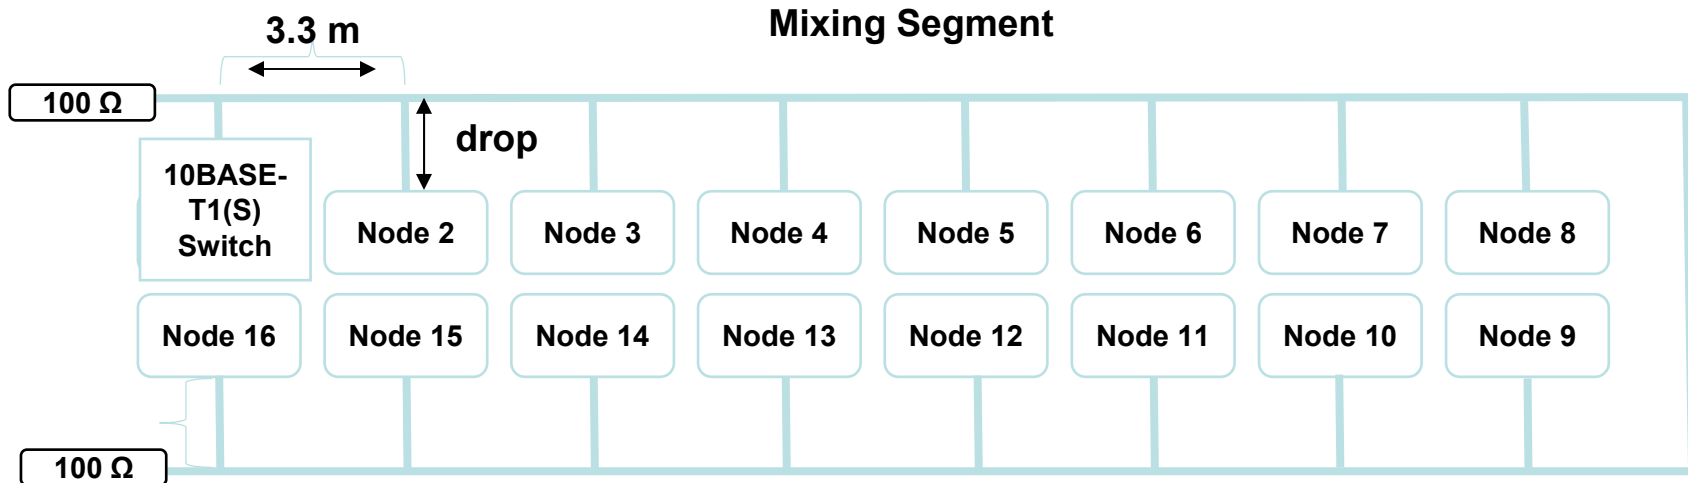 Mixing Segment
3.3 m
100 Ω
drop
10BASE-
T1(S)
Switch
Node 2
Node 3
Node 4
Node 5
Node 6
Node 7
Node 8
Node 16
Node 15
Node 14
Node 13
Node 12
Node 11
Node 10
Node 9
100 Ω